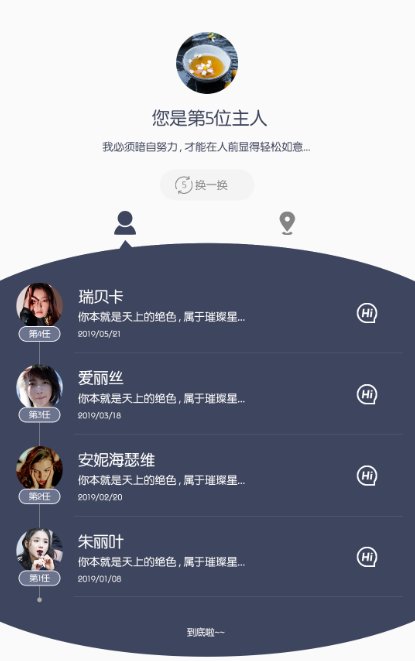 您是第5位主人
我必须暗自努力，才能在人前显得轻松如意...
5 换一换
瑞贝卡
你本就是天上的绝色，属于璀璨星...
第4任
2019/05/21
Hi
爱丽丝
你本就是天上的绝色，属于璀璨星...
第3任
2019/03/18
Hi
安妮海瑟维
你本就是天上的绝色，属于璀璨星...
第2任
2019/02/20
Hi
朱丽叶
你本就是天上的绝色，属于璀璨星...
第1任
2019/01/08
Hi
到底啦~~